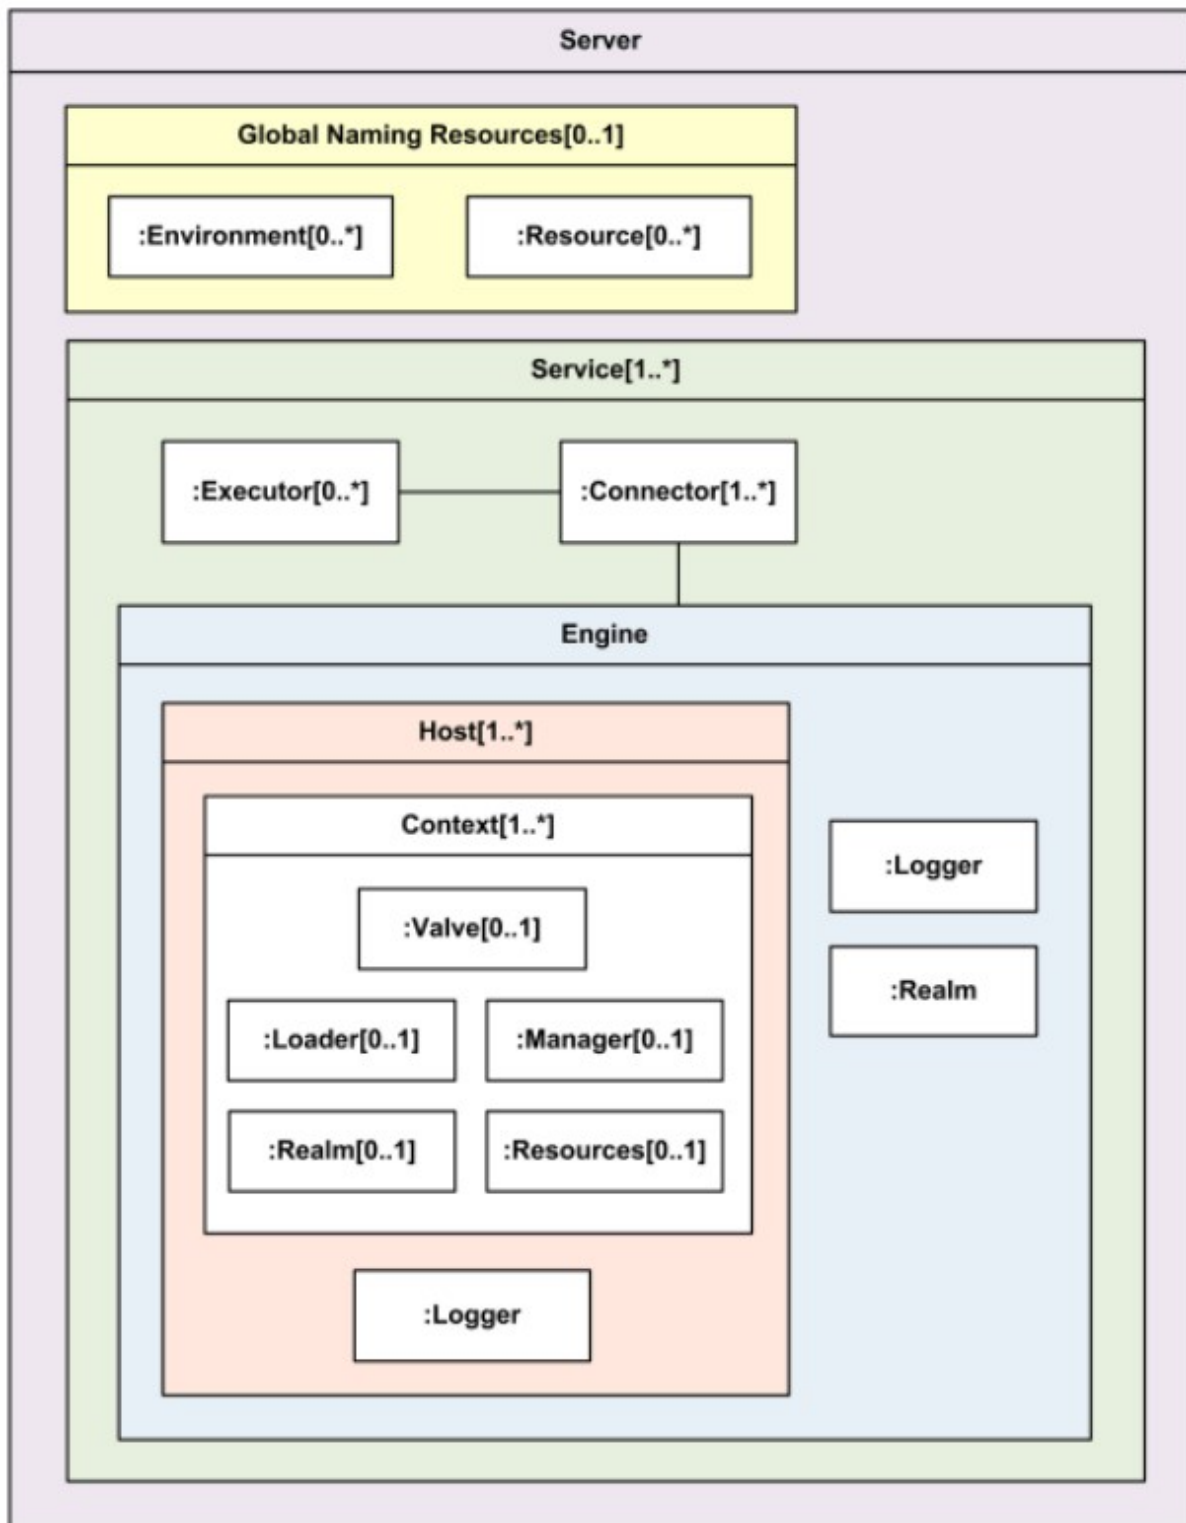 Server
Global Naming Resources[0..1]
:Environment[0..*]
:Resource[0..*]
Service[1..*]
:Executor[0..*]
:Connector[1..*]
Engine
Host[1..*]
Context[1..*]
:Valve[0..1]
:Loader[0..1]
:Manager[0..1]
:Realm[0..1]
:Resources[0..1]
:Logger
:Logger
:Realm